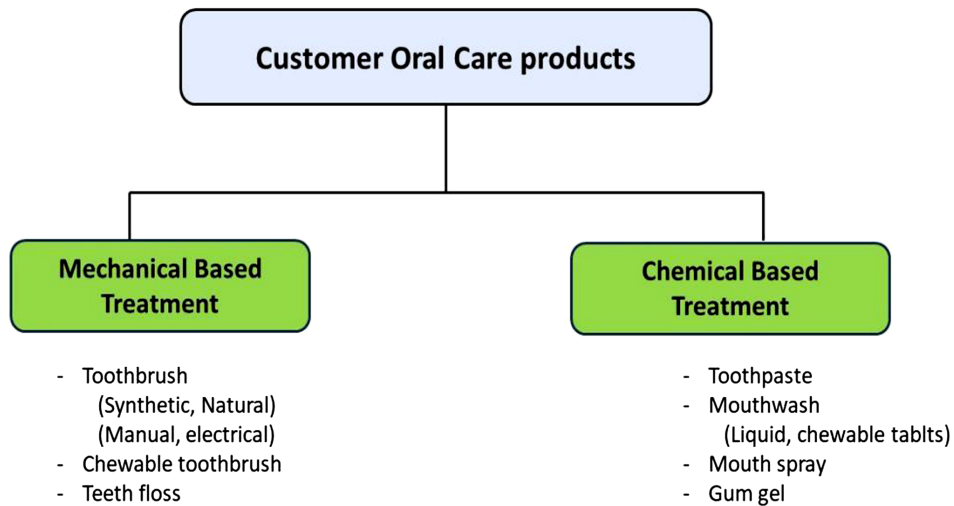 Customer Oral Care products
Mechanical Based
Treatment
- Toothbrush
(Synthetic, Natural)
(Manual, electrical)
- Chewable toothbrush
- Teeth floss
Chemical Based
Treatment
- Toothpaste
- Mouthwash
(Liquid, chewable tablts)
- Mouth spray
- Gum gel